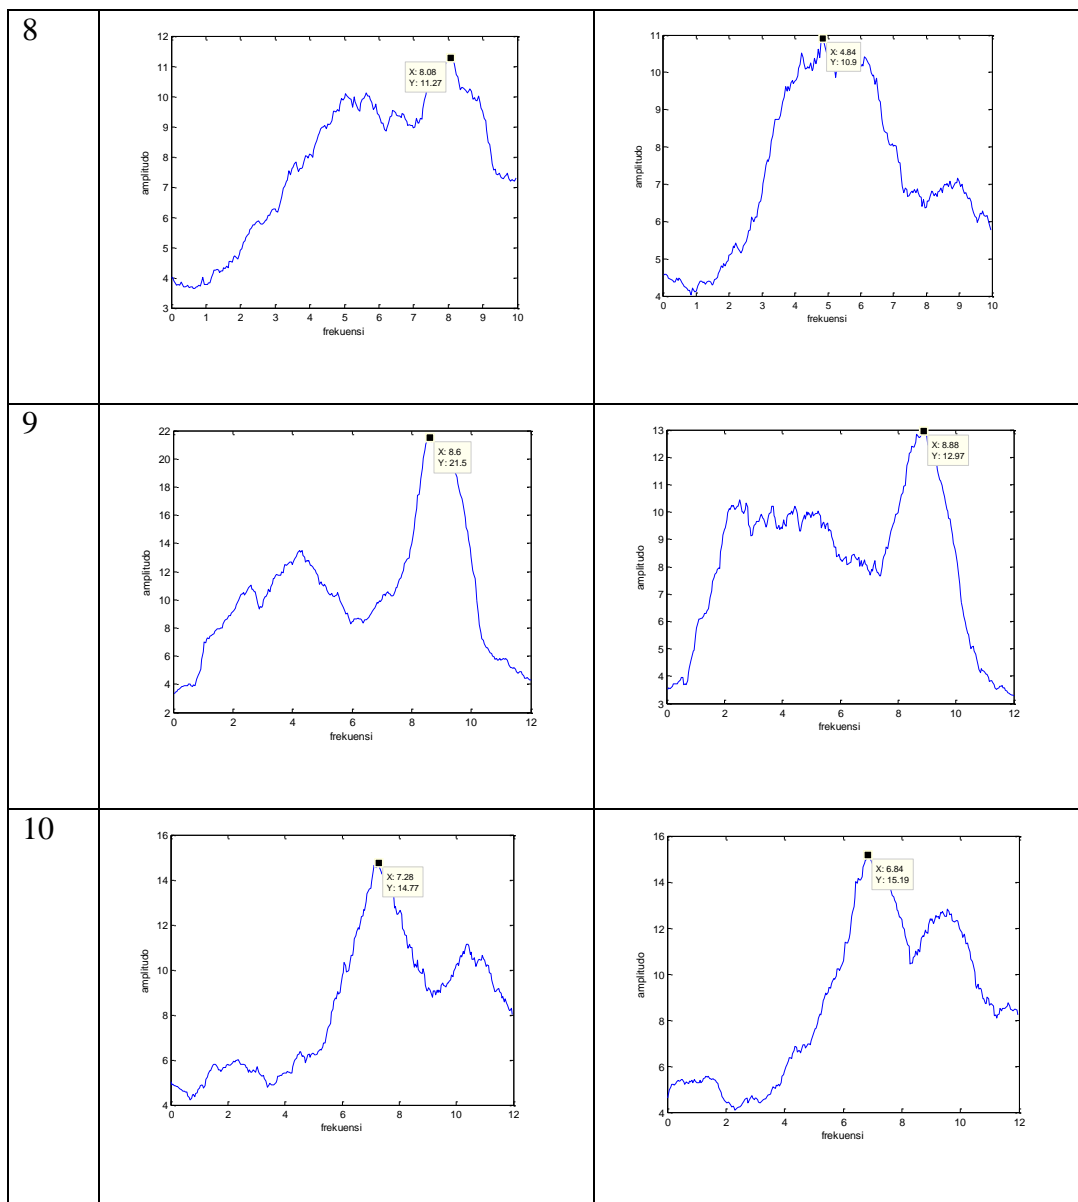 8
12
11
10
9
8
7
6
5
4
3
0 1 2 3 4 5 6 7 8 9 10
amplitudo
frekuensi
X: 8.08
Y: 11.27
11
10
9
8
7
6
5
4
0 1 2 3 4 5 6 7 8 9 10
amplitudo
frekuensi
X: 4.84
Y: 10.9
9
22
20
18
16
14
12
10
8
6
4
2
0 2 4 6 8 10 12
amplitudo
frekuensi
X: 8.6
Y: 21.5
13
12
11
10
9
8
7
6
5
4
3
0 2 4 6 8 10 12
amplitudo
frekuensi
X: 8.88
Y: 12.97
10
16
14
12
10
8
6
4
0 2 4 6 8 10 12
amplitudo
frekuensi
X: 7.28
Y: 14.77
16
14
12
10
8
6
4
0 2 4 6 8 10 12
amplitudo
frekuensi
X: 6.84
Y: 15.19